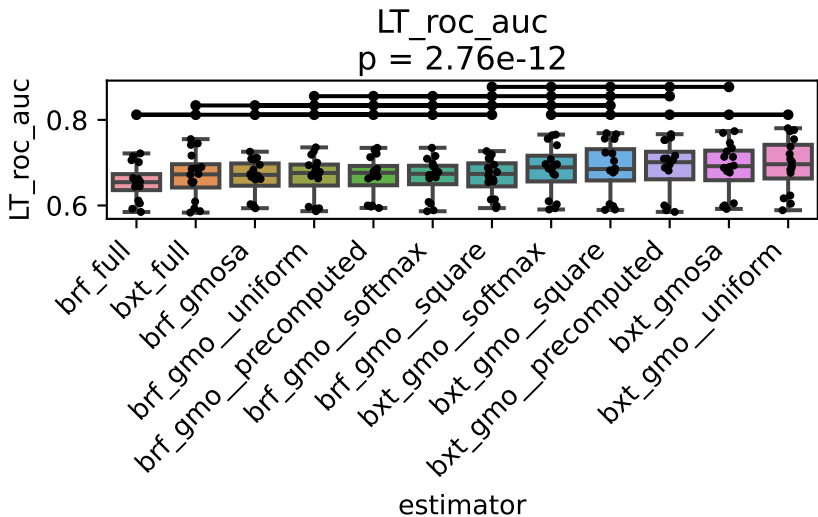 LT_roc_auc
p = 2.76e-12
LT_roc_auc
0.8
0.6
brf_full
bxt_full
brf_gmosa
brf_gmo__uniform
brf_gmo__precomputed
brf_gmo__softmax
brf_gmo__square
bxt_gmo__softmax
bxt_gmo__square
bxt_gmo__precomputed
bxt_gmosa
bxt_gmo__uniform
estimator